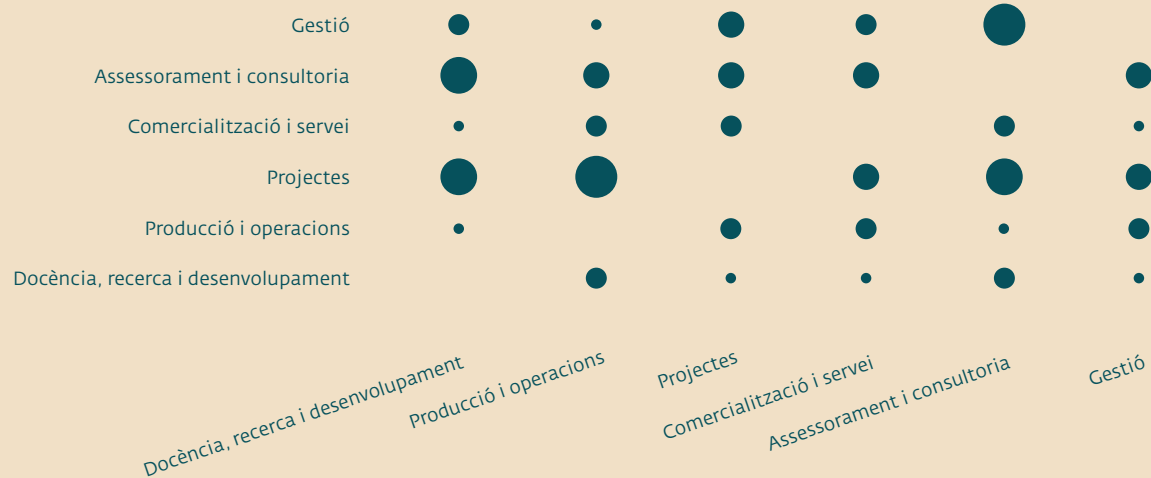 Gestió
Assessorament i consultoria
Comercialització i servei
Projectes
Producció i operacions
Docència, recerca i desenvolupament
Docència, recerca i desenvolupament
Producció i operacions
Projectes
Comercialització i servei
Assessorament i consultoria
Gestió